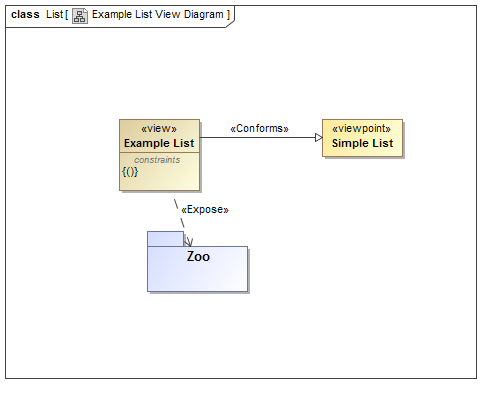 class List [ Example List View Diagram ]
«view»
Example List
constraints
{()}
«Conforms»
«viewpoint»
Simple List
«Expose»
Zoo